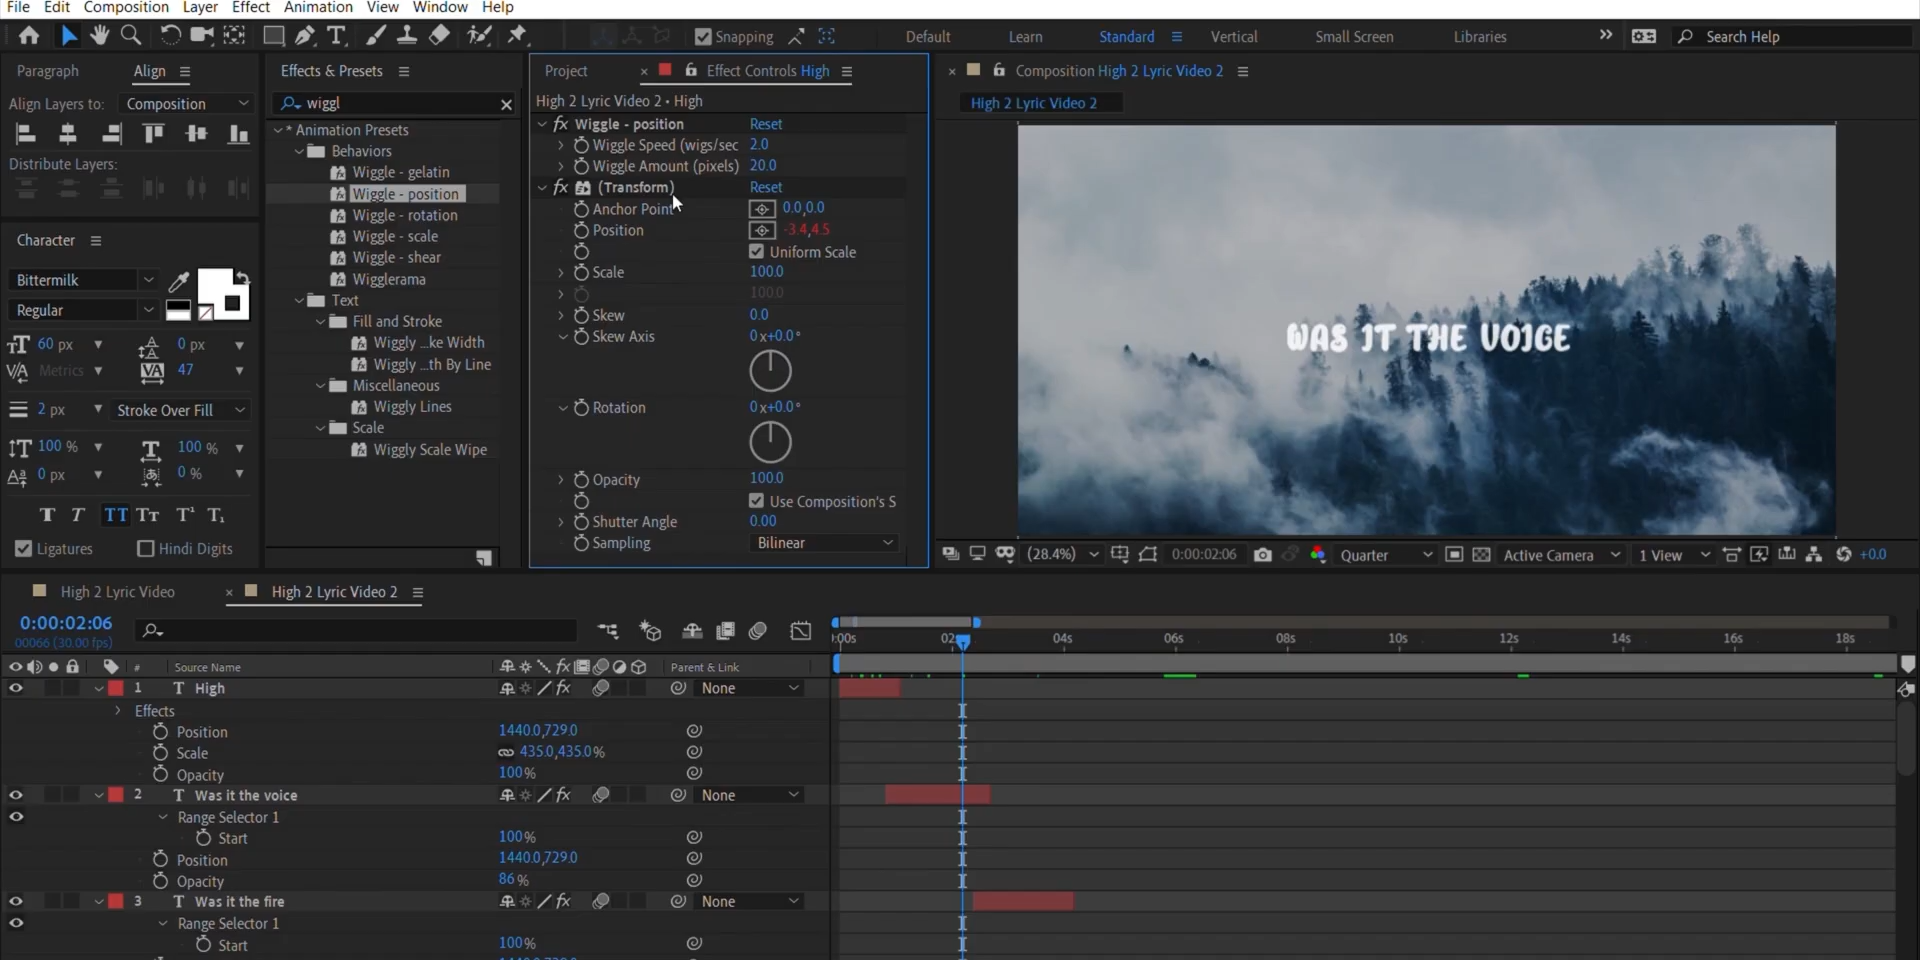 File Edit Composition Layer Effect Animation View Window Help
Snapping Default Learn Standard Vertical Small Screen Libraries Search Help
Paragraph Align
Align Layers to: Composition
Distribute Layers:
Character
Bittermilk
Regular
60 px 0 px
Metrics 47
2 px Stroke Over Fill
100 % 100 %
0 px 0 %
Ligatures Hindi Digits
Effects & Presets
wiggl
* Animation Presets
Behaviors
Wiggle - gelatin
Wiggle - position
Wiggle - rotation
Wiggle - scale
Wiggle - shear
Wigglerama
Text
Fill and Stroke
Wiggly ...ke Width
Wiggly ...th By Line
Miscellaneous
Wiggly Lines
Scale
Wiggly Scale Wipe
Project Effect Controls High
High 2 Lyric Video 2 • High
fx Wiggle - position Reset
Wiggle Speed (wigs/sec 2.0
Wiggle Amount (pixels) 20.0
fx (Transform) Reset
Anchor Point 0.0,0.0
Position -3.4,4.5
Uniform Scale
Scale 100.0
100.0
Skew 0.0
Skew Axis 0x+0.0°
Rotation 0x+0.0°
Opacity 100.0
Use Composition's S
Shutter Angle 0.00
Sampling Bilinear
Composition High 2 Lyric Video 2
High 2 Lyric Video 2
WAS IT THE VOICE
(28.4%) 0:00:02:06 Quarter Active Camera 1 View +0.0
High 2 Lyric Video High 2 Lyric Video 2
0:00:02:06
00066 (30.00 fps)
:00s 02s 04s 06s 08s 10s 12s 14s 16s 18s
# Source Name fx Parent & Link
1 T High fx None
Effects
Position 1440.0,729.0
Scale 435.0,435.0%
Opacity 100%
2 T Was it the voice fx None
Range Selector 1
Start 100%
Position 1440.0,729.0
Opacity 86%
3 T Was it the fire fx None
Range Selector 1
Start 100%